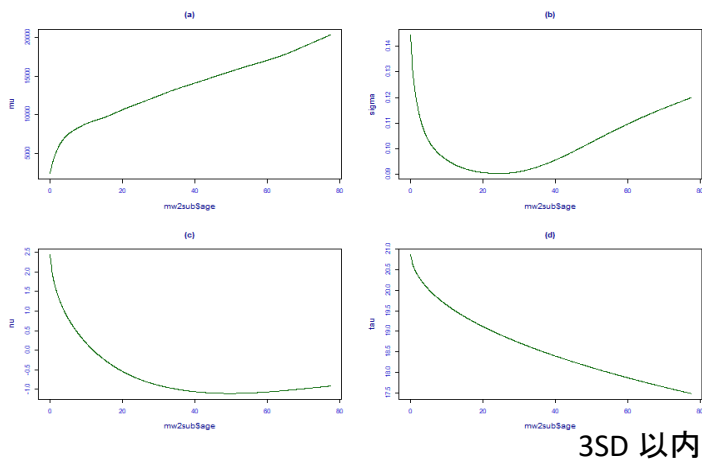 (a)
mu
5000 10000 15000 20000
0 20 40 60 80
mw2sub$age
(b)
sigma
0.09 0.10 0.11 0.12 0.13 0.14
0 20 40 60 80
mw2sub$age
(c)
nu
-1.0 -0.5 0.0 0.5 1.0 1.5 2.0 2.5
0 20 40 60 80
mw2sub$age
(d)
tau
17.5 18.0 18.5 19.0 19.5 20.0 20.5 21.0
0 20 40 60 80
mw2sub$age
3SD 以内